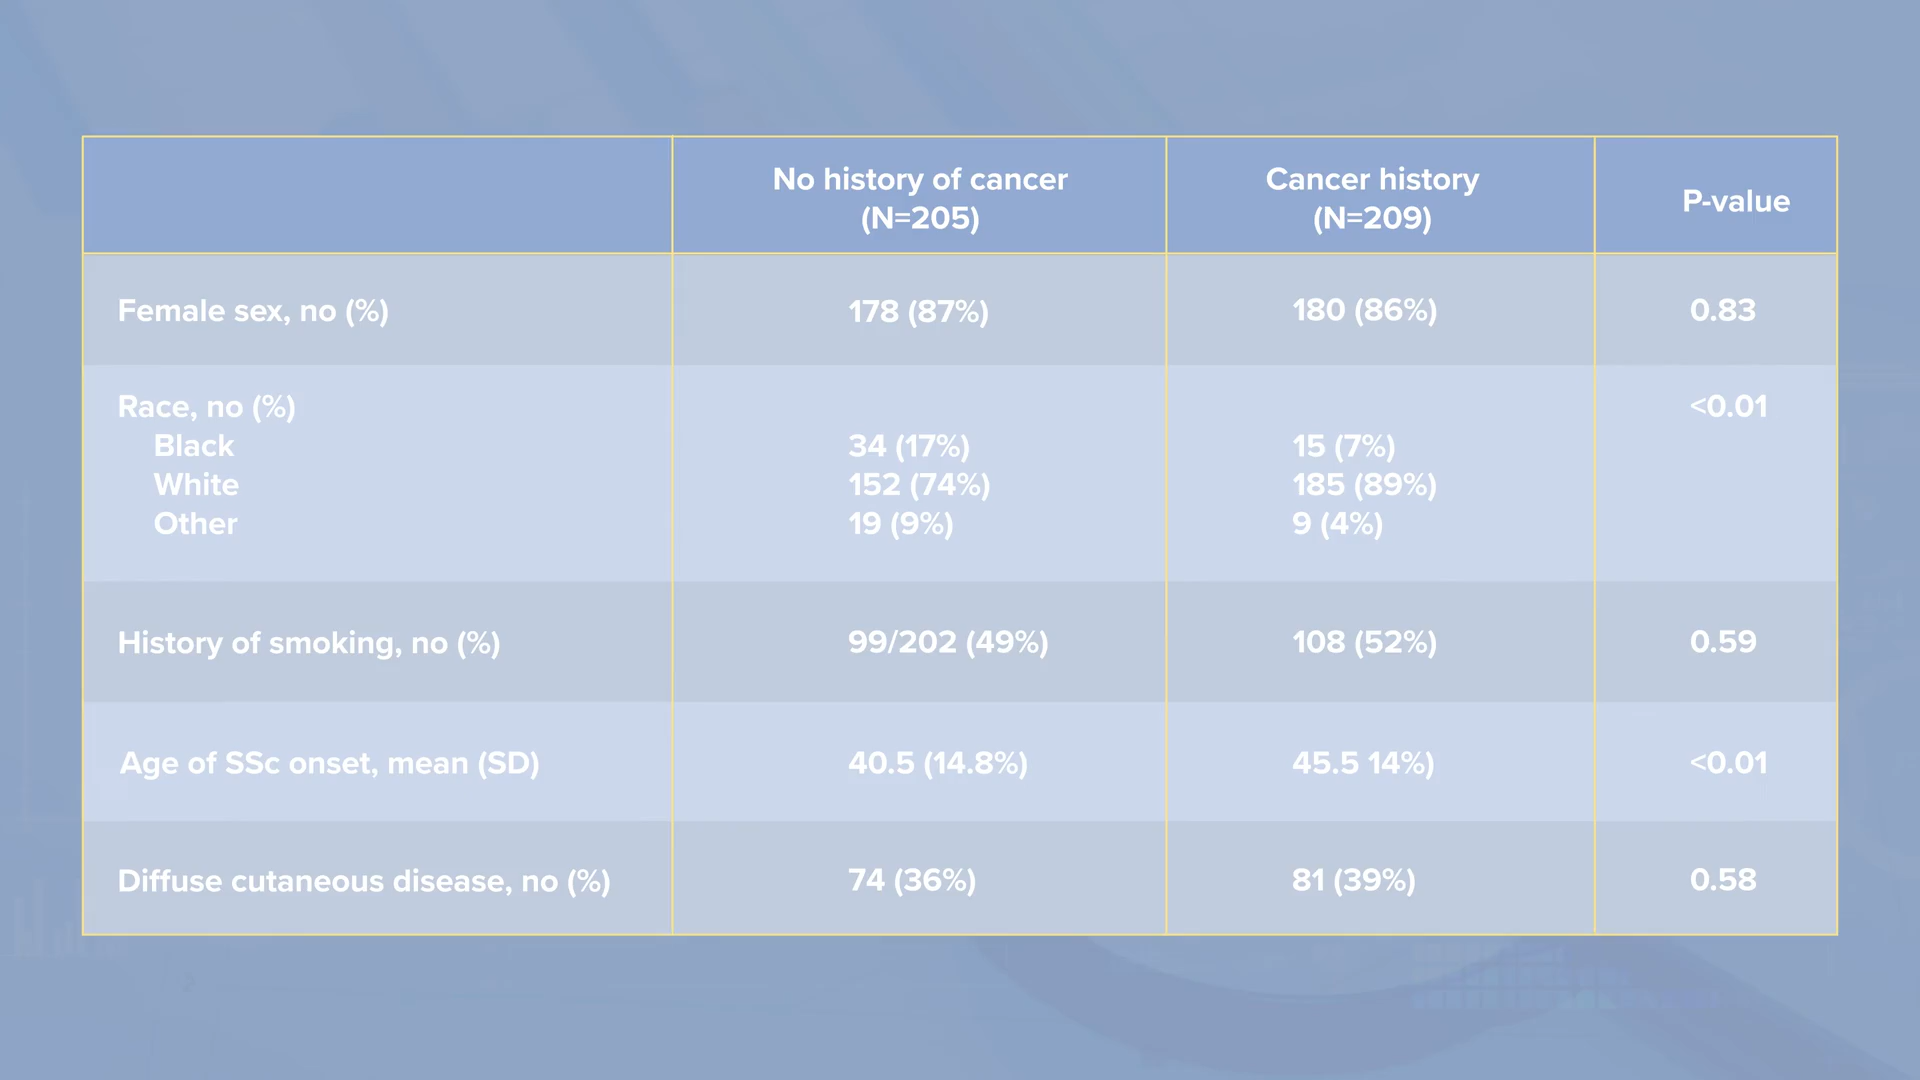 No history of cancer
(N=205)
Cancer history
(N=209)
P-value
Female sex, no (%)
178 (87%)
180 (86%)
0.83
Race, no (%)
<0.01
Black
34 (17%)
15 (7%)
White
152 (74%)
185 (89%)
Other
19 (9%)
9 (4%)
History of smoking, no (%)
99/202 (49%)
108 (52%)
0.59
Age of SSc onset, mean (SD)
40.5 (14.8%)
45.5 14%)
<0.01
Diffuse cutaneous disease, no (%)
74 (36%)
81 (39%)
0.58